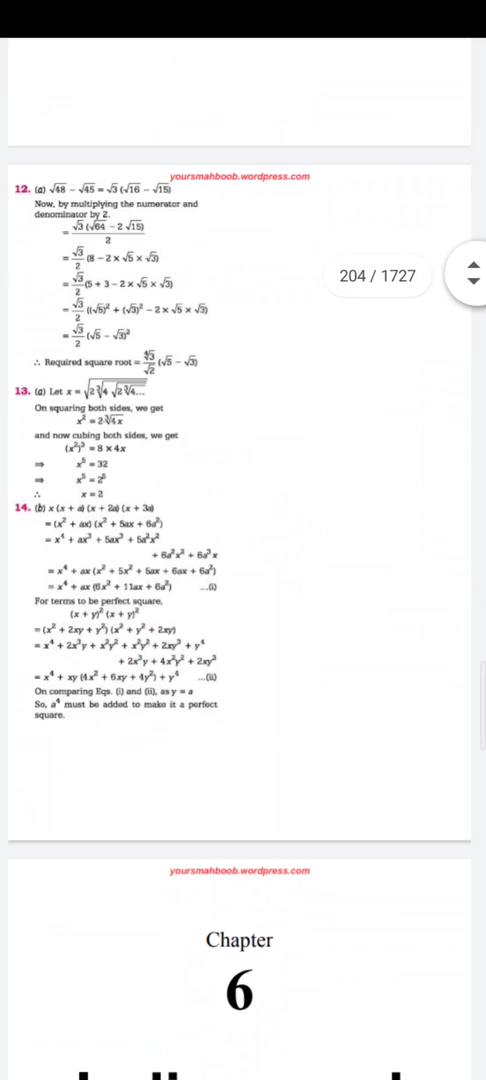 yoursmahboob.wordpress.com
12. (a) √48 − √45 = √3 (√16 − √15)
Now, by multiplying the numerator and
denominator by 2.
= √3 (√64 − 2 √15) / 2
= √3/2 (8 − 2 × √5 × √3)
= √3/2 (5 + 3 − 2 × √5 × √3)
= √3/2 ((√5)² + (√3)² − 2 × √5 × √3)
= √3/2 (√5 − √3)²
∴ Required square root = ∜3/√2 (√5 − √3)
13. (a) Let x = √(2 ∛(4 √(2 ∛4...
On squaring both sides, we get
x² = 2∛4x
and now cubing both sides, we get
(x²)³ = 8 × 4x
⇒ x⁵ = 32
⇒ x⁵ = 2⁵
∴ x = 2
14. (b) x (x + a) (x + 2a) (x + 3a)
= (x² + ax) (x² + 5ax + 6a²)
= x⁴ + ax³ + 5ax³ + 5a²x²
+ 6a²x² + 6a³x
= x⁴ + ax (x² + 5x² + 5ax + 6ax + 6a²)
= x⁴ + ax (6x² + 11ax + 6a²) ...(i)
For terms to be perfect square,
(x + y)² (x + y)²
= (x² + 2xy + y²) (x² + y² + 2xy)
= x⁴ + 2x³y + x²y² + x²y² + 2xy³ + y⁴
+ 2x³y + 4x²y² + 2xy³
= x⁴ + xy (4x² + 6xy + 4y²) + y⁴ ...(ii)
On comparing Eqs. (i) and (ii), as y = a
So, a⁴ must be added to make it a perfect
square.
204 / 1727
yoursmahboob.wordpress.com
Chapter
6